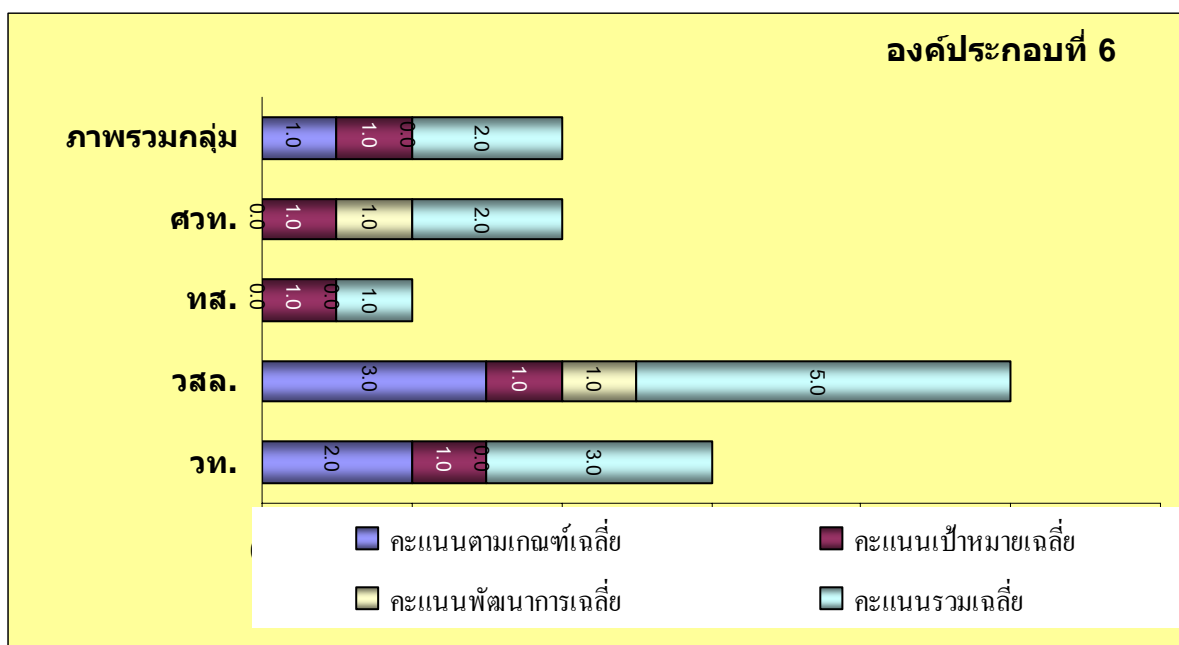 องค์ประกอบที่ 6
ภาพรวมกลุ่ม 1.0 1.0 0.0 2.0
ศวท. 0.0 1.0 1.0 2.0
ทส. 0.0 1.0 0.0 1.0
วสล. 3.0 1.0 1.0 5.0
วท. 2.0 1.0 0.0 3.0
คะแนนตามเกณฑ์เฉลี่ย คะแนนเป้าหมายเฉลี่ย
คะแนนพัฒนาการเฉลี่ย คะแนนรวมเฉลี่ย